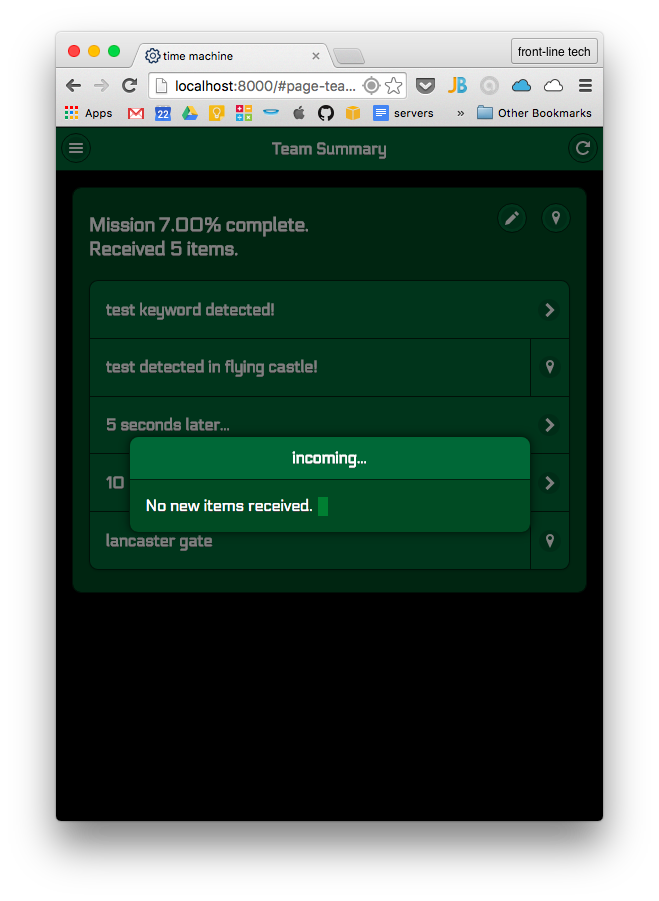 time machine
front-line tech
localhost:8000/#page-tea...
JB
Apps
22
servers
»
Other Bookmarks
Team Summary
Mission 7.00% complete.
Received 5 items.
test keyword detected!
test detected in flying castle!
5 seconds later...
10
incoming...
No new items received.
lancaster gate